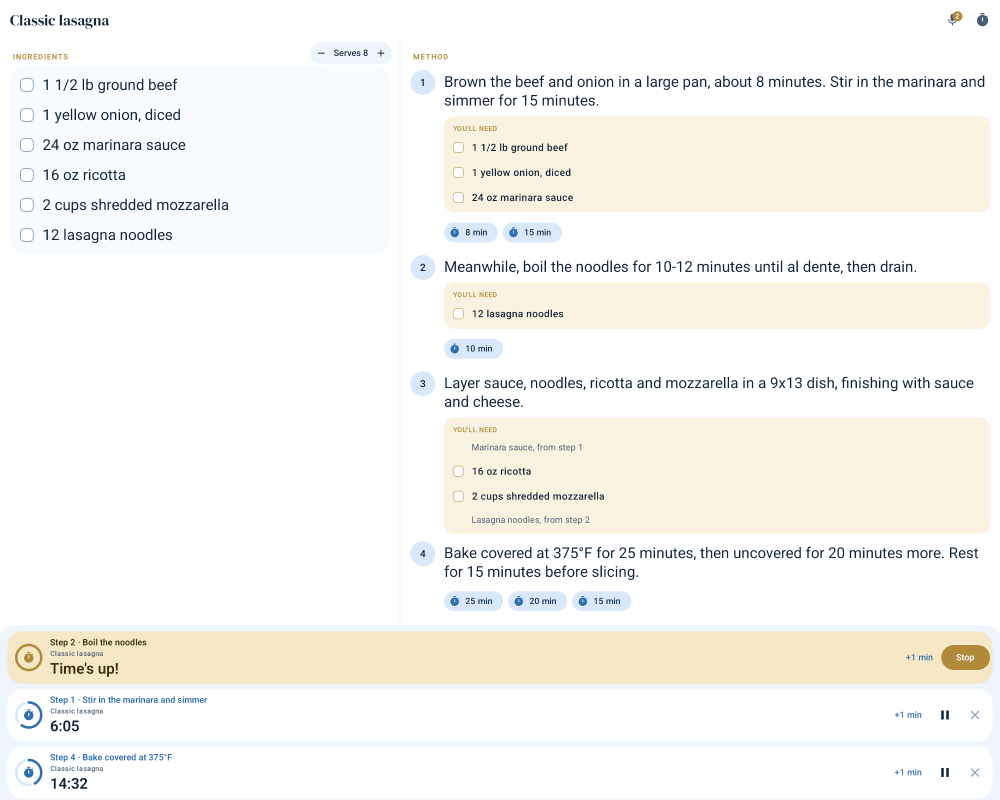 Classic lasagna
2
INGREDIENTS
− Serves 8 +
1 1/2 lb ground beef
1 yellow onion, diced
24 oz marinara sauce
16 oz ricotta
2 cups shredded mozzarella
12 lasagna noodles
METHOD
1
Brown the beef and onion in a large pan, about 8 minutes. Stir in the marinara and
simmer for 15 minutes.
YOU'LL NEED
1 1/2 lb ground beef
1 yellow onion, diced
24 oz marinara sauce
8 min 15 min
2
Meanwhile, boil the noodles for 10-12 minutes until al dente, then drain.
YOU'LL NEED
12 lasagna noodles
10 min
3
Layer sauce, noodles, ricotta and mozzarella in a 9x13 dish, finishing with sauce
and cheese.
YOU'LL NEED
Marinara sauce, from step 1
16 oz ricotta
2 cups shredded mozzarella
Lasagna noodles, from step 2
4
Bake covered at 375°F for 25 minutes, then uncovered for 20 minutes more. Rest
for 15 minutes before slicing.
25 min 20 min 15 min
Step 2 · Boil the noodles
Classic lasagna
Time's up!
+1 min Stop
Step 1 · Stir in the marinara and simmer
Classic lasagna
6:05
+1 min
Step 4 · Bake covered at 375°F
Classic lasagna
14:32
+1 min